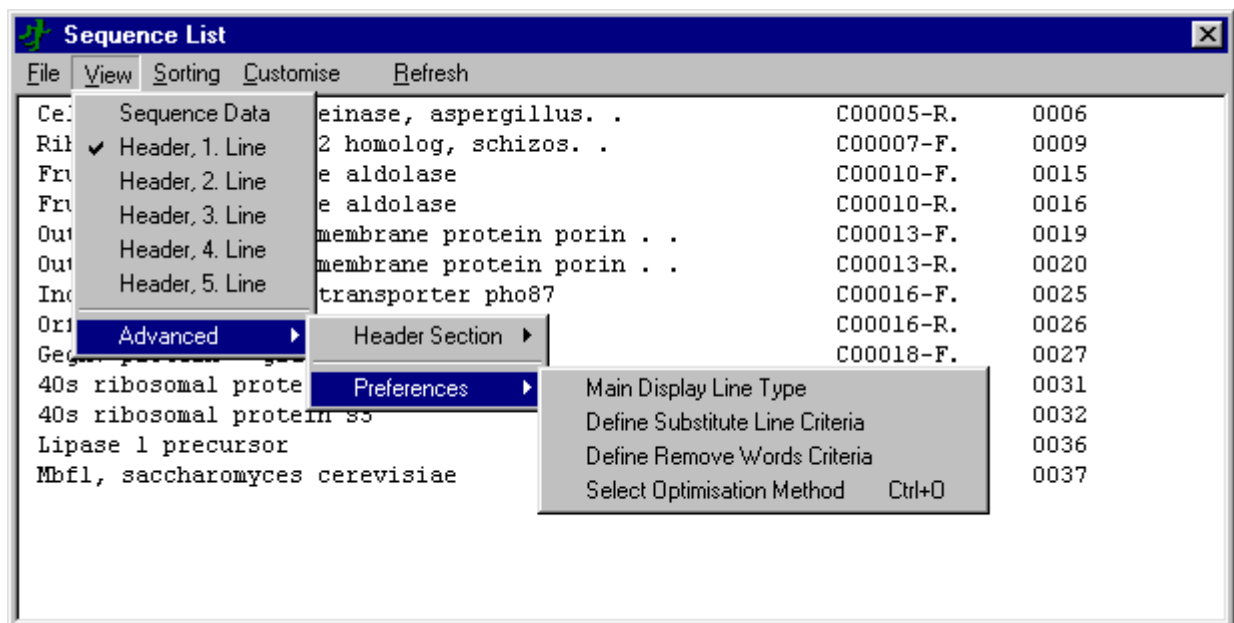 Sequence List
File View Sorting Customise Refresh
Sequence Data
Header, 1. Line
Header, 2. Line
Header, 3. Line
Header, 4. Line
Header, 5. Line
Advanced
Header Section
Preferences
Main Display Line Type
Define Substitute Line Criteria
Define Remove Words Criteria
Select Optimisation Method Ctrl+O
aspergillus. . C00005-R. 0006
2 homolog, schizos. . C00007-F. 0009
aldolase C00010-F. 0015
aldolase C00010-R. 0016
membrane protein porin . . C00013-F. 0019
membrane protein porin . . C00013-R. 0020
transporter pho87 C00016-F. 0025
C00016-R. 0026
C00018-F. 0027
40s ribosomal 0031
40s ribosomal protein s5 0032
Lipase 1 precursor 0036
Mbf1, saccharomyces cerevisiae 0037